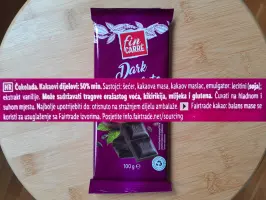 fin
CARRÉ
Dark
HR Čokolada. Kakaovi dijelovi: 50% min. Sastojci: šećer, kakaova masa, kakaov maslac, emulgator: lecitini (soja);
ekstrakt vanilije. Može sadržavati tragove orašastog voća, kikirikija, mlijeka i glutena. Čuvati na hladnom i
suhom mjestu. Najbolje upotrijebiti do: otisnuto na stražnjem dijelu ambalaže. Fairtrade kakao: balans mase se
koristi za usuglašenje sa Fairtrade izvorima. Posjetite info.fairtrade.net/sourcing
100 g e